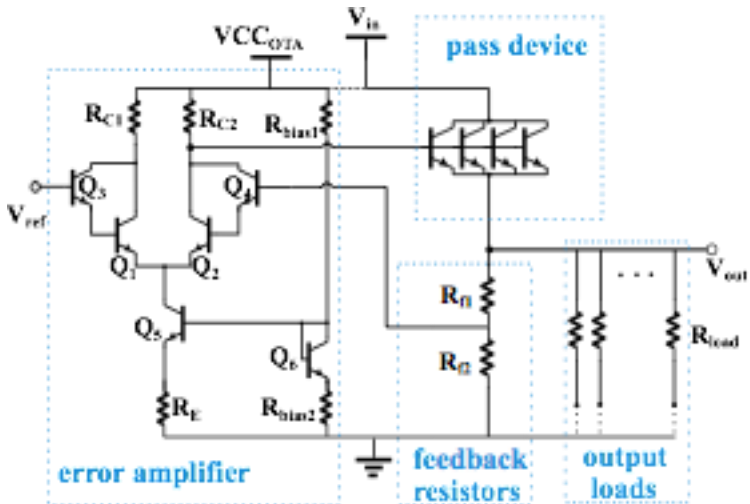 V_in
VCC_OTA
pass device
R_C1
R_C2
R_bias1
Q_3
Q_4
V_ref
Q_1
Q_2
V_out
R_f1
Q_5
R_load
Q_6
R_f2
R_E
R_bias2
error amplifier
feedback
resistors
output
loads